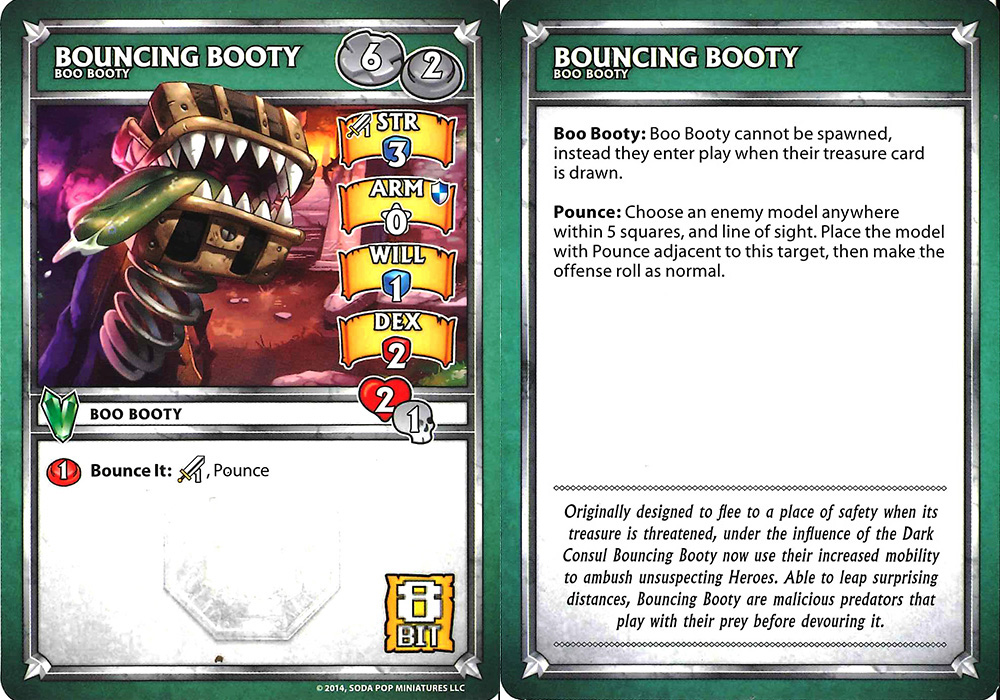 BOUNCING BOOTY
BOO BOOTY
6
2
STR
3
ARM
0
WILL
1
DEX
2
2
1
BOO BOOTY
1 Bounce It: , Pounce
8
BIT
© 2014, SODA POP MINIATURES LLC
BOUNCING BOOTY
BOO BOOTY
Boo Booty: Boo Booty cannot be spawned,
instead they enter play when their treasure card
is drawn.
Pounce: Choose an enemy model anywhere
within 5 squares, and line of sight. Place the model
with Pounce adjacent to this target, then make the
offense roll as normal.
Originally designed to flee to a place of safety when its
treasure is threatened, under the influence of the Dark
Consul Bouncing Booty now use their increased mobility
to ambush unsuspecting Heroes. Able to leap surprising
distances, Bouncing Booty are malicious predators that
play with their prey before devouring it.